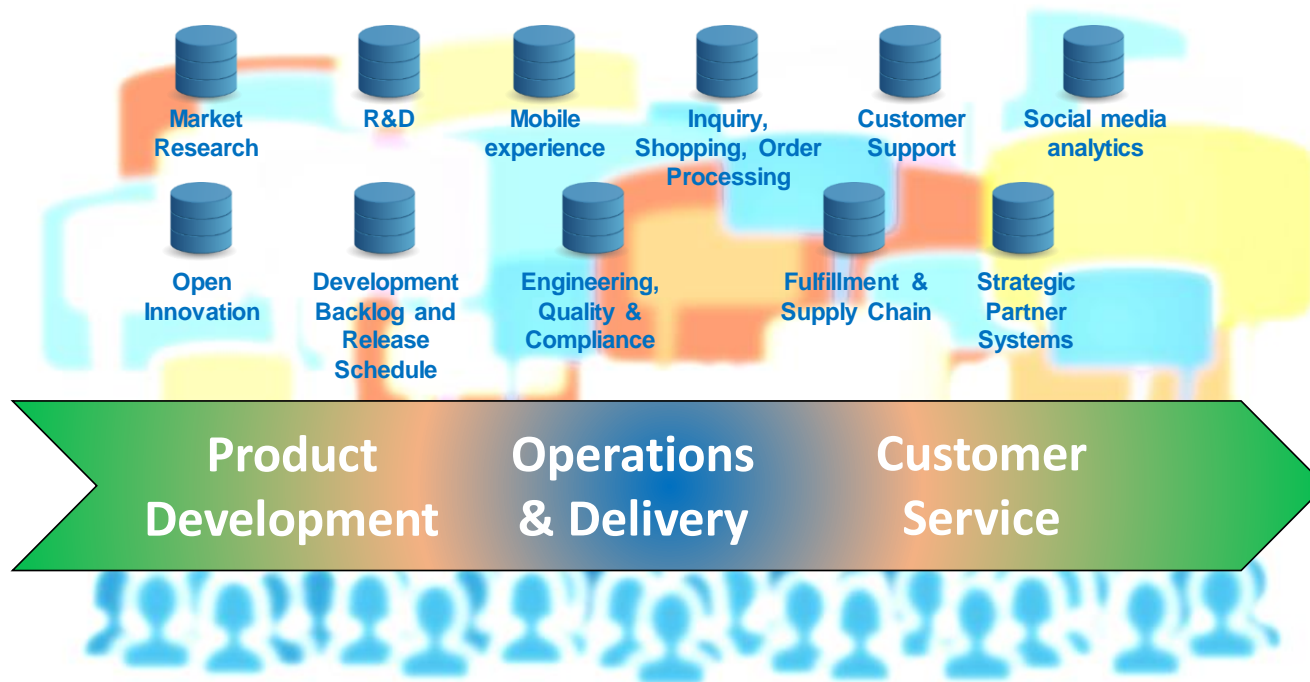 Market
Research
R&D
Mobile
experience
Inquiry,
Shopping, Order
Processing
Customer
Support
Social media
analytics
Open
Innovation
Development
Backlog and
Release
Schedule
Engineering,
Quality &
Compliance
Fulfillment &
Supply Chain
Strategic
Partner
Systems
Product
Development
Operations
& Delivery
Customer
Service